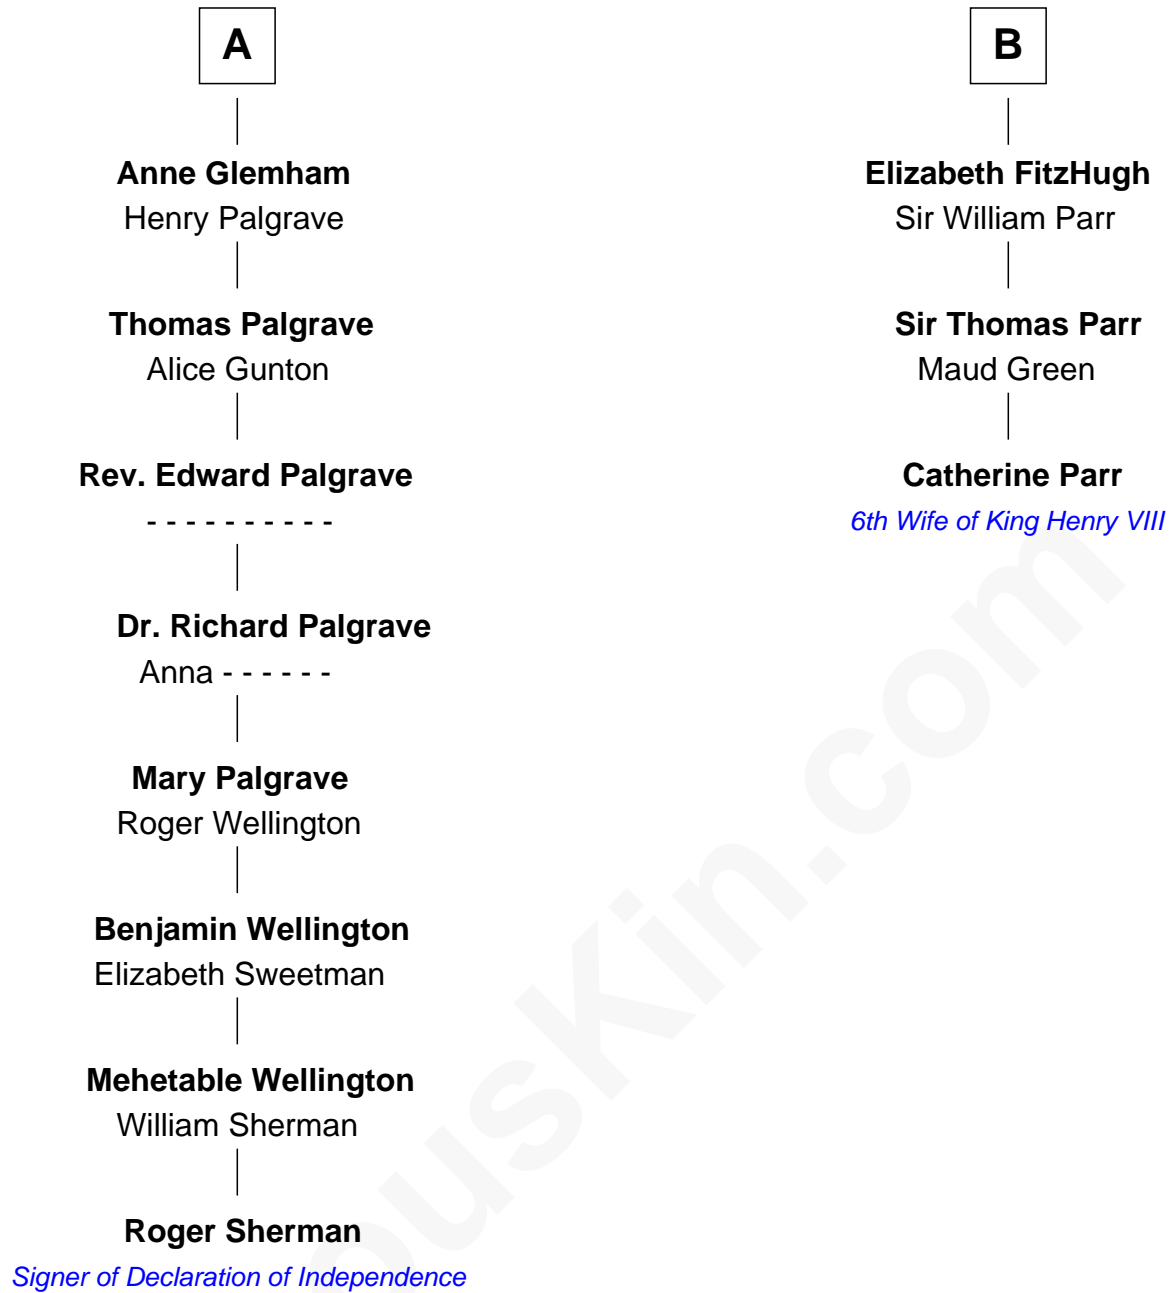 A
Anne Glemham
Henry Palgrave
Thomas Palgrave
Alice Gunton
Rev. Edward Palgrave
- - - - - - - - - -
Dr. Richard Palgrave
Anna - - - - - -
Mary Palgrave
Roger Wellington
Benjamin Wellington
Elizabeth Sweetman
Mehetable Wellington
William Sherman
Roger Sherman
Signer of Declaration of Independence
B
Elizabeth FitzHugh
Sir William Parr
Sir Thomas Parr
Maud Green
Catherine Parr
6th Wife of King Henry VIII
ousKin.com